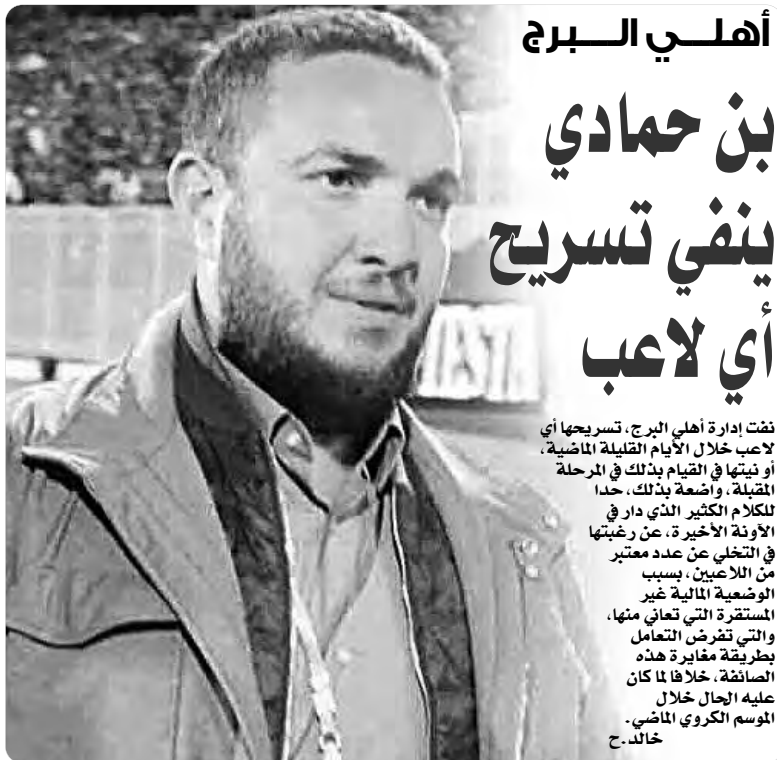 أهلـــي الـــبرج
بن حمادي
ينفي تسريح
أي لاعب
نفت إدارة أهلي البرج، تسريحها أي
لاعب خلال الأيام القليلة الماضية،
أو نيتها في القيام بذلك في المرحلة
المقبلة، واضعة بذلك، حدا
للكلام الكثير الذي دار في
الآونة الأخيرة، عن رغبتها
في التخلي عن عدد معتبر
من اللاعبين، بسبب
الوضعية المالية غير
المستقرة التي تعاني منها،
والتي تفرض التعامل
بطريقة مغايرة هذه
الصائفة، خلافا لما كان
عليه الحال خلال
الموسم الكروي الماضي.
خالد.ح